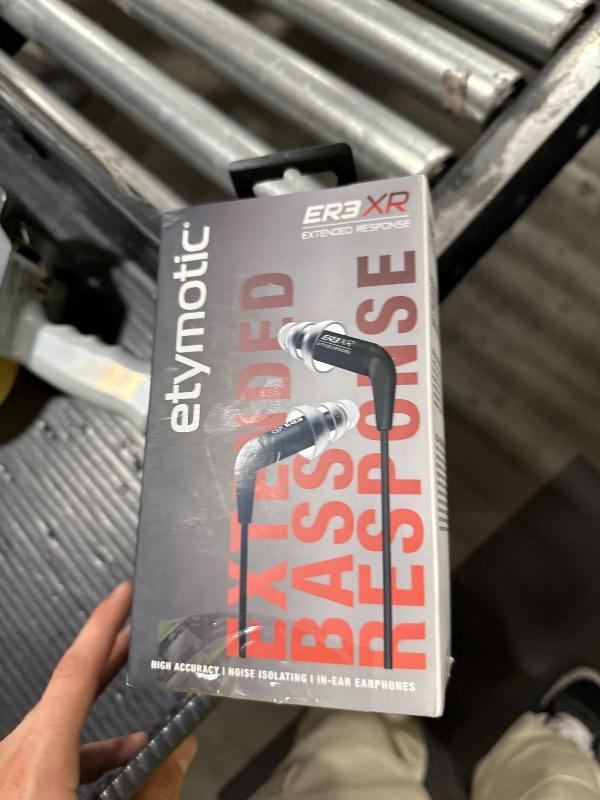 ER3XR
EXTENDED RESPONSE
etymotic
EXTENDED
BASS
RESPONSE
ER3XR
HIGH ACCURACY | NOISE ISOLATING | IN-EAR EARPHONES